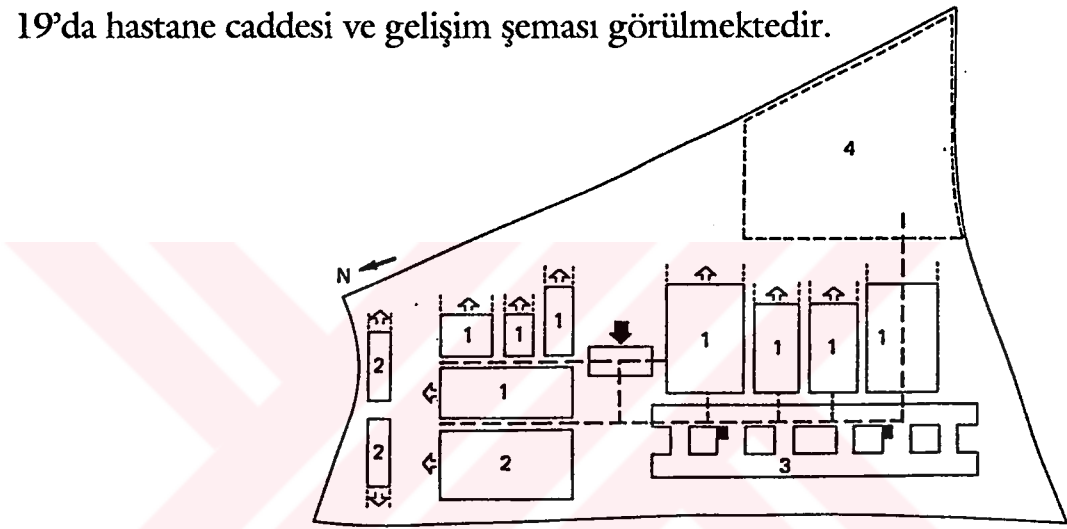 19’da hastane caddesi ve gelişim şeması görülmektedir.
4
N
1 1 1
2 1 1 1 1
1
2 2 3